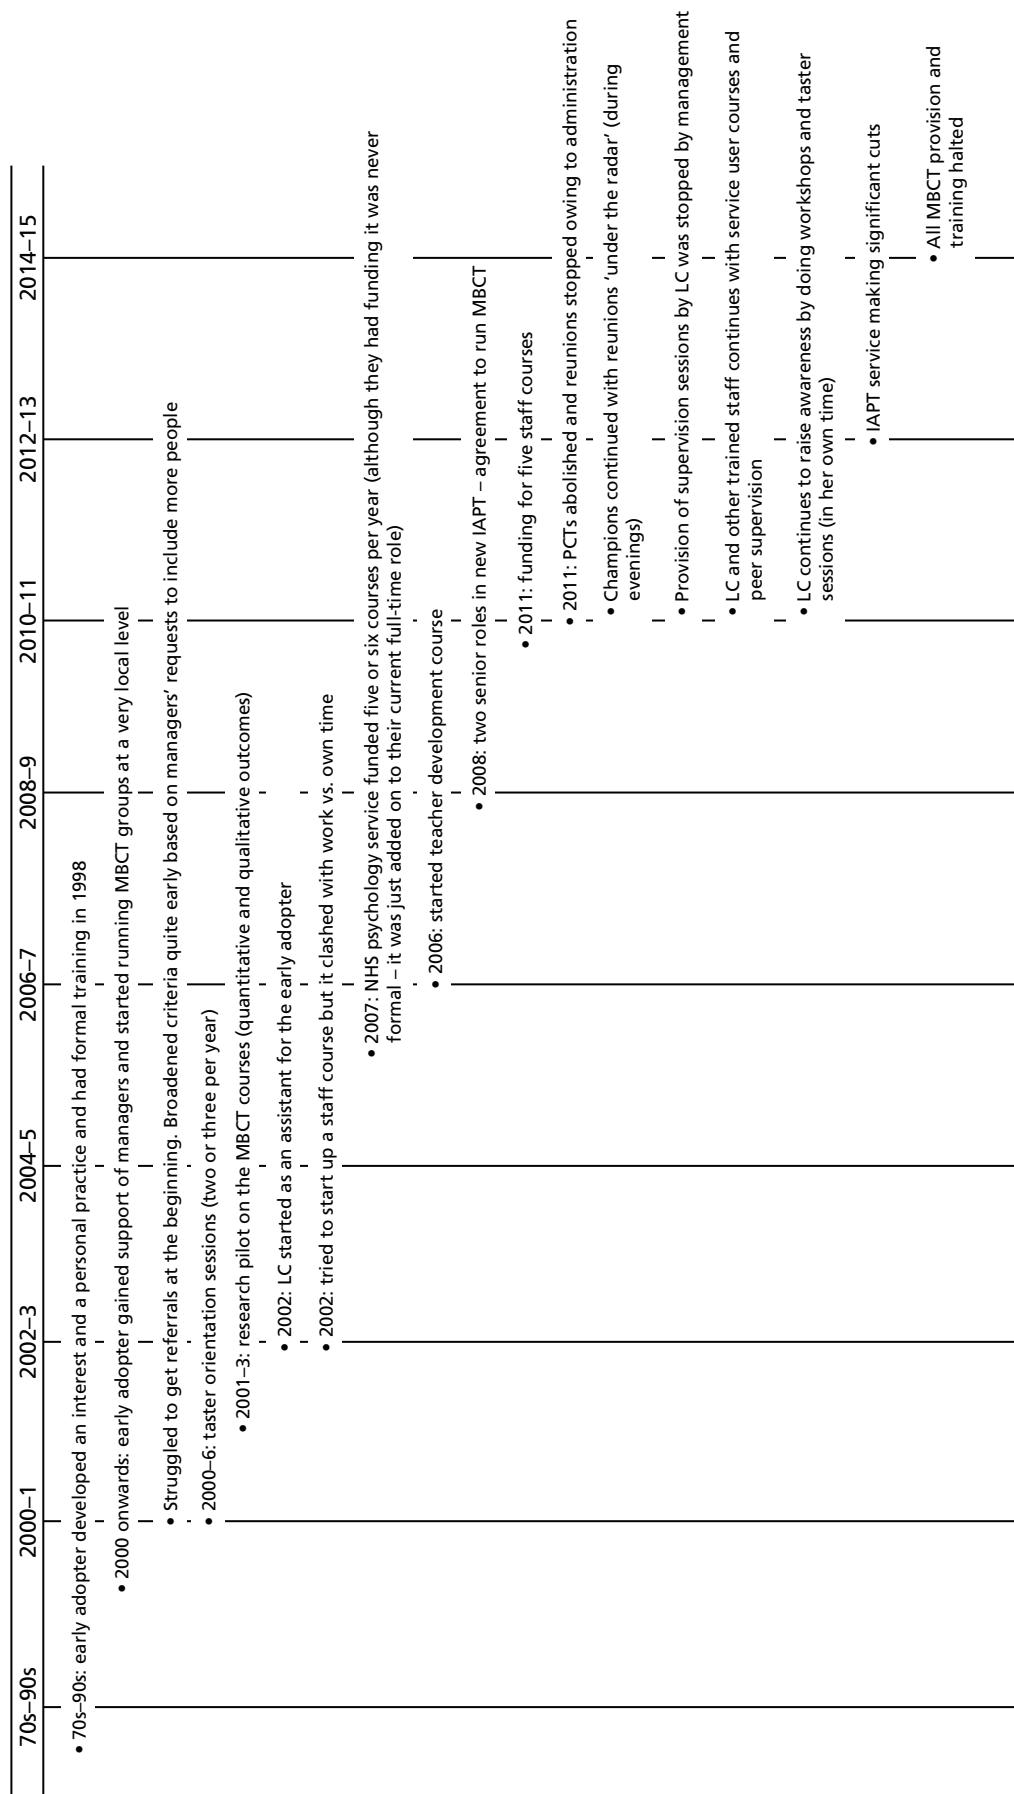 70s–90s 2000–1 2002–3 2004–5 2006–7 2008–9 2010–11 2012–13 2014–15
• 70s–90s: early adopter developed an interest and a personal practice and had formal training in 1998
• 2000 onwards: early adopter gained support of managers and started running MBCT groups at a very local level
• Struggled to get referrals at the beginning. Broadened criteria quite early based on managers’ requests to include more people
• 2000–6: taster orientation sessions (two or three per year)
• 2001–3: research pilot on the MBCT courses (quantitative and qualitative outcomes)
• 2002: LC started as an assistant for the early adopter
• 2002: tried to start up a staff course but it clashed with work vs. own time
• 2007: NHS psychology service funded five or six courses per year (although they had funding it was never
formal – it was just added on to their current full-time role)
• 2006: started teacher development course
• 2008: two senior roles in new IAPT – agreement to run MBCT
• 2011: funding for five staff courses
• 2011: PCTs abolished and reunions stopped owing to administration
• Champions continued with reunions ‘under the radar’ (during
evenings)
• Provision of supervision sessions by LC was stopped by management
• LC and other trained staff continues with service user courses and
peer supervision
• LC continues to raise awareness by doing workshops and taster
sessions (in her own time)
• IAPT service making significant cuts
• All MBCT provision and
training halted